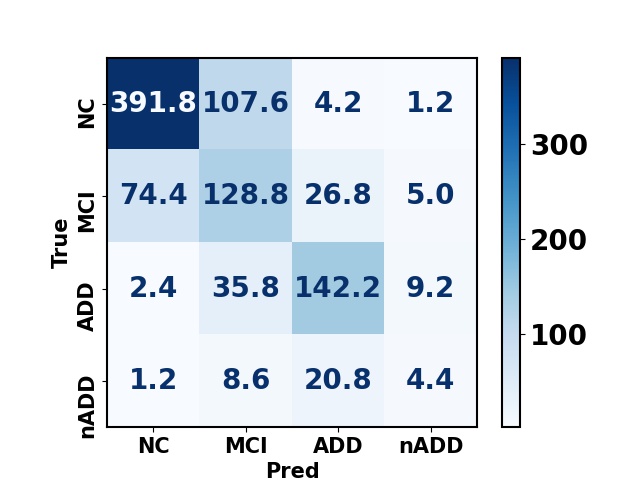 True
NC
391.8 107.6 4.2 1.2
MCI
74.4 128.8 26.8 5.0
ADD
2.4 35.8 142.2 9.2
nADD
1.2 8.6 20.8 4.4
NC MCI ADD nADD
Pred
300
200
100